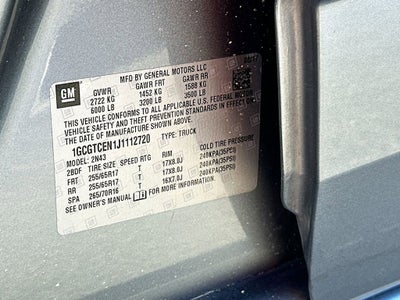 GM
MFD BY GENERAL MOTORS LLC
GVWR GAWR FRT GAWR RR
2722 KG 1452 KG 1588 KG
6000 LB 3200 LB 3500 LB
THIS VEHICLE CONFORMS TO ALL APPLICABLE U.S. FEDERAL MOTOR
VEHICLE SAFETY STANDARDS IN EFFECT ON
THE DATE OF MANUFACTURE SHOWN ABOVE.
1GCGTCEN1J1112720 TYPE: TRUCK
MODEL: 2N43
2BDF TIRE SIZE SPEED RTG RIM COLD TIRE PRESSURE
FRT 255/65R17 T 17X8.0J 240KPA(35PSI)
RR 255/65R17 T 17X8.0J 240KPA(35PSI)
SPA 265/70R16 T 16X7.0J 240KPA(35PSI)
SEE OWNER'S MANUAL FOR MORE INFORMATION.